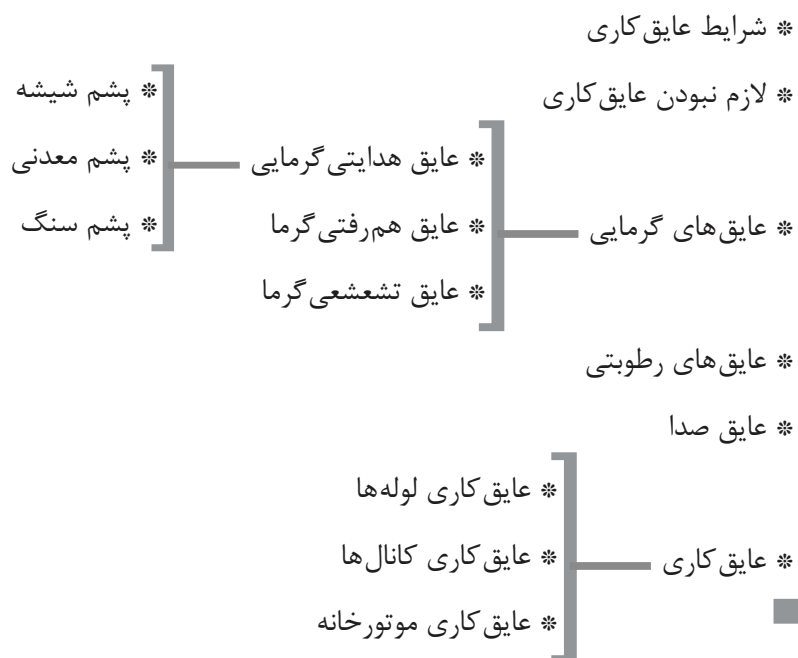 ❊ شرایط عایق‌کاری
❊ لازم نبودن عایق‌کاری
❊ عایق‌های گرمایی
❊ عایق هدایتی گرمایی
❊ پشم شیشه
❊ پشم معدنی
❊ پشم سنگ
❊ عایق هم‌رفتی گرما
❊ عایق تشعشعی گرما
❊ عایق‌های رطوبتی
❊ عایق صدا
❊ عایق‌کاری
❊ عایق‌کاری لوله‌ها
❊ عایق‌کاری کانال‌ها
❊ عایق‌کاری موتورخانه